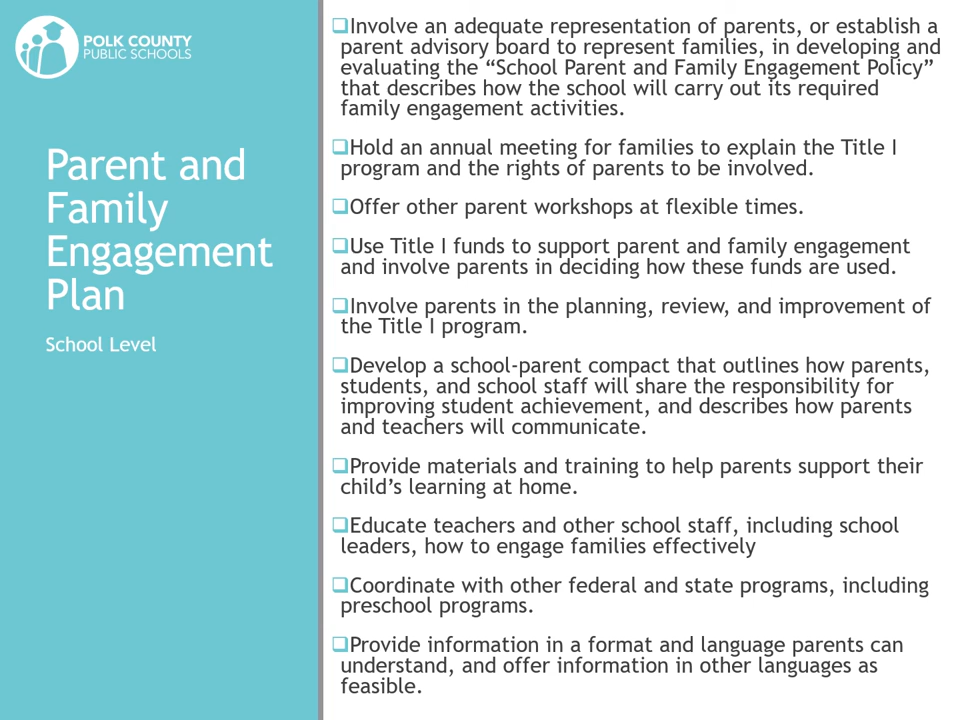 POLK COUNTY
PUBLIC SCHOOLS
Parent and
Family
Engagement
Plan
School Level
❑Involve an adequate representation of parents, or establish a
parent advisory board to represent families, in developing and
evaluating the “School Parent and Family Engagement Policy”
that describes how the school will carry out its required
family engagement activities.
❑Hold an annual meeting for families to explain the Title I
program and the rights of parents to be involved.
❑Offer other parent workshops at flexible times.
❑Use Title I funds to support parent and family engagement
and involve parents in deciding how these funds are used.
❑Involve parents in the planning, review, and improvement of
the Title I program.
❑Develop a school-parent compact that outlines how parents,
students, and school staff will share the responsibility for
improving student achievement, and describes how parents
and teachers will communicate.
❑Provide materials and training to help parents support their
child’s learning at home.
❑Educate teachers and other school staff, including school
leaders, how to engage families effectively
❑Coordinate with other federal and state programs, including
preschool programs.
❑Provide information in a format and language parents can
understand, and offer information in other languages as
feasible.